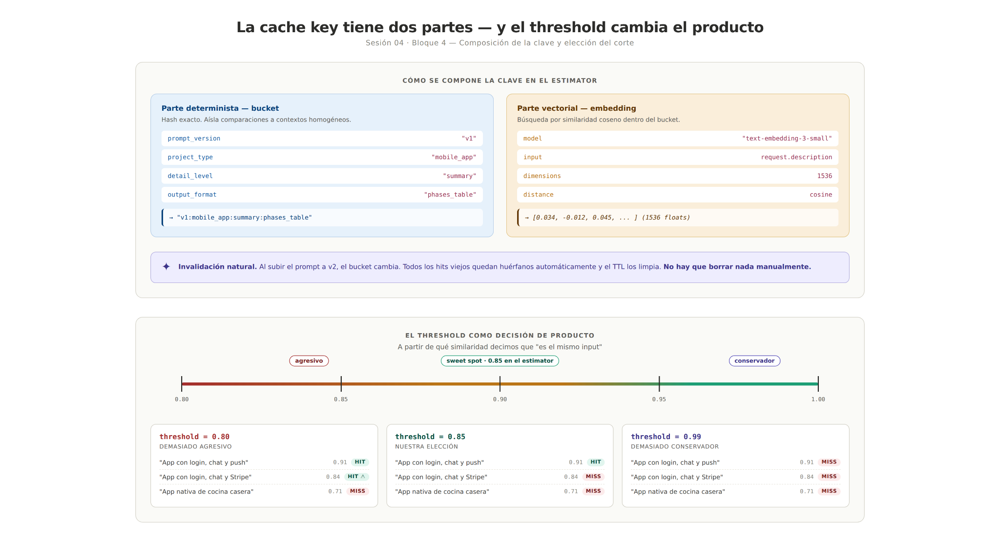 La cache key tiene dos partes — y el threshold cambia el producto
Sesión 04 · Bloque 4 — Composición de la clave y elección del corte
CÓMO SE COMPONE LA CLAVE EN EL ESTIMATOR
Parte determinista — bucket
Hash exacto. Aísla comparaciones a contextos homogéneos.
prompt_version "v1"
project_type "mobile_app"
detail_level "summary"
output_format "phases_table"
→ "v1:mobile_app:summary:phases_table"
Parte vectorial — embedding
Búsqueda por similaridad coseno dentro del bucket.
model "text-embedding-3-small"
input request.description
dimensions 1536
distance cosine
→ [0.034, -0.012, 0.045, ... ] (1536 floats)
✦ Invalidación natural. Al subir el prompt a v2, el bucket cambia. Todos los hits viejos quedan huérfanos automáticamente y el TTL los limpia. No hay que borrar nada manualmente.
EL THRESHOLD COMO DECISIÓN DE PRODUCTO
A partir de qué similaridad decimos que "es el mismo input"
agresivo sweet spot · 0.85 en el estimator conservador
0.80 0.85 0.90 0.95 1.00
threshold = 0.80
DEMASIADO AGRESIVO
"App con login, chat y push" 0.91 HIT
"App con login, chat y Stripe" 0.84 HIT ⚠
"App nativa de cocina casera" 0.71 MISS
threshold = 0.85
NUESTRA ELECCIÓN
"App con login, chat y push" 0.91 HIT
"App con login, chat y Stripe" 0.84 MISS
"App nativa de cocina casera" 0.71 MISS
threshold = 0.99
DEMASIADO CONSERVADOR
"App con login, chat y push" 0.91 MISS
"App con login, chat y Stripe" 0.84 MISS
"App nativa de cocina casera" 0.71 MISS